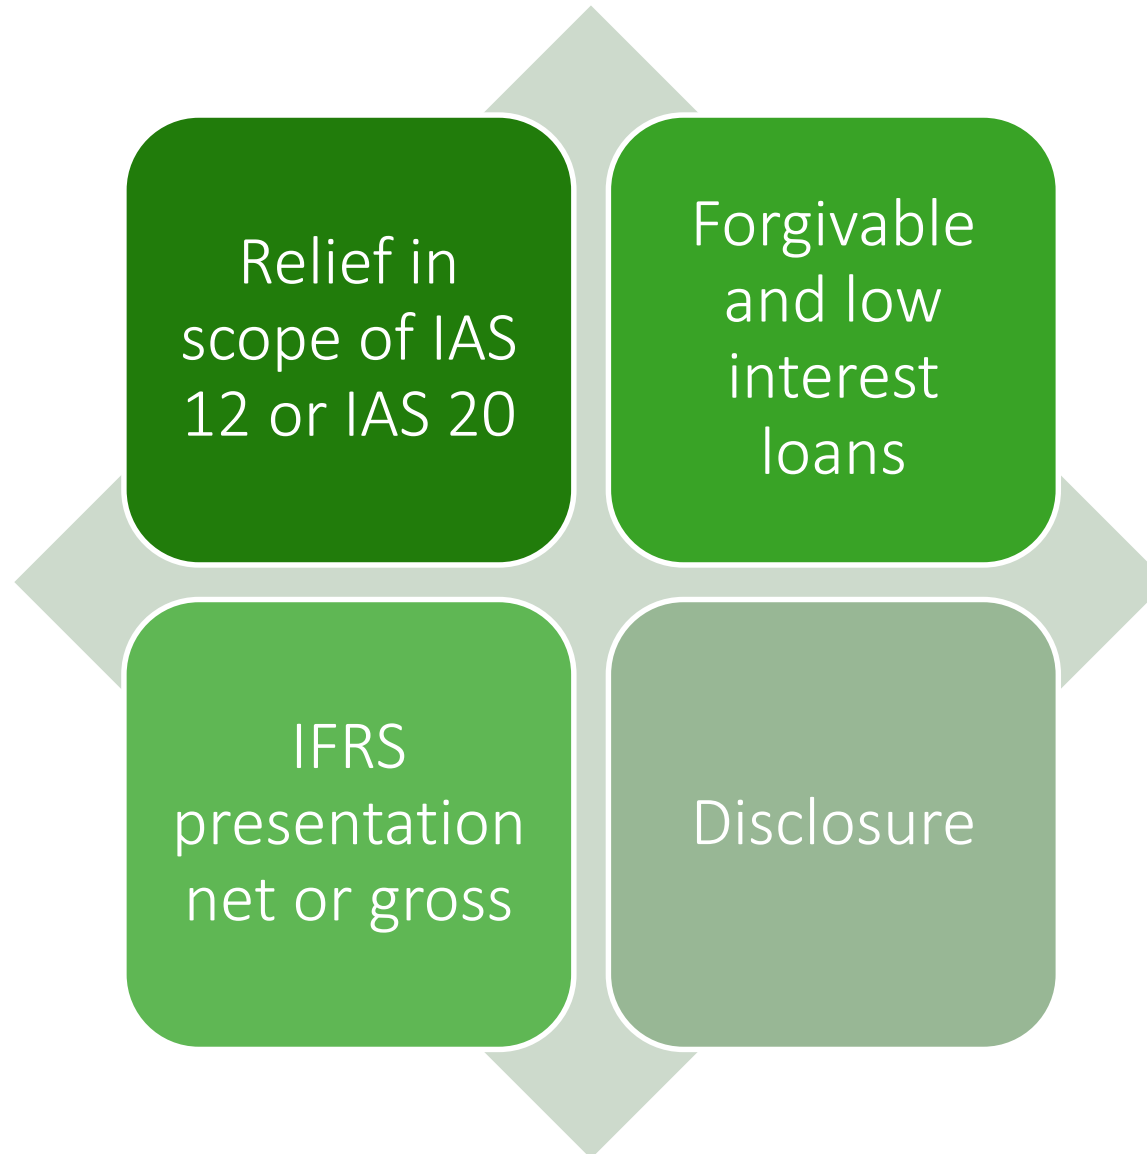 Relief in
scope of IAS
12 or IAS 20
Forgivable
and low
interest
loans
IFRS
presentation
net or gross
Disclosure